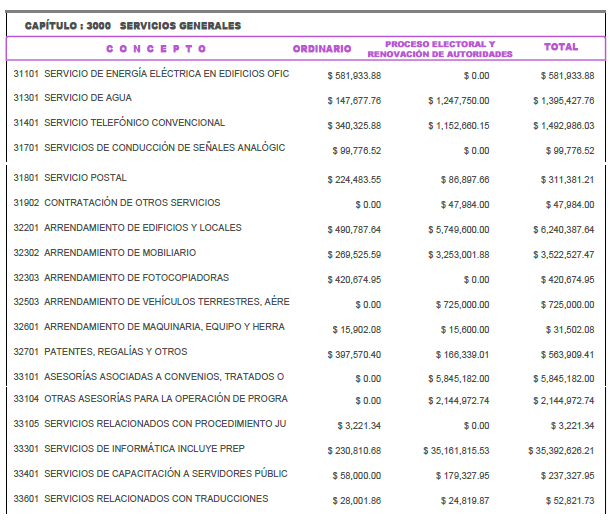 CAPÍTULO : 3000 SERVICIOS GENERALES
C O N C E P T O ORDINARIO PROCESO ELECTORAL Y RENOVACIÓN DE AUTORIDADES TOTAL
31101 SERVICIO DE ENERGÍA ELÉCTRICA EN EDIFICIOS OFIC $ 581,933.88 $ 0.00 $ 581,933.88
31301 SERVICIO DE AGUA $ 147,677.76 $ 1,247,750.00 $ 1,395,427.76
31401 SERVICIO TELEFÓNICO CONVENCIONAL $ 340,325.88 $ 1,152,660.15 $ 1,492,986.03
31701 SERVICIOS DE CONDUCCIÓN DE SEÑALES ANALÓGIC $ 99,776.52 $ 0.00 $ 99,776.52
31801 SERVICIO POSTAL $ 224,483.55 $ 86,897.66 $ 311,381.21
31902 CONTRATACIÓN DE OTROS SERVICIOS $ 0.00 $ 47,984.00 $ 47,984.00
32201 ARRENDAMIENTO DE EDIFICIOS Y LOCALES $ 490,787.64 $ 5,749,600.00 $ 6,240,387.64
32302 ARRENDAMIENTO DE MOBILIARIO $ 269,525.59 $ 3,253,001.88 $ 3,522,527.47
32303 ARRENDAMIENTO DE FOTOCOPIADORAS $ 420,674.95 $ 0.00 $ 420,674.95
32503 ARRENDAMIENTO DE VEHÍCULOS TERRESTRES, AÉRE $ 0.00 $ 725,000.00 $ 725,000.00
32601 ARRENDAMIENTO DE MAQUINARIA, EQUIPO Y HERRA $ 15,902.08 $ 15,600.00 $ 31,502.08
32701 PATENTES, REGALÍAS Y OTROS $ 397,570.40 $ 166,339.01 $ 563,909.41
33101 ASESORÍAS ASOCIADAS A CONVENIOS, TRATADOS O $ 0.00 $ 5,845,182.00 $ 5,845,182.00
33104 OTRAS ASESORÍAS PARA LA OPERACIÓN DE PROGRA $ 0.00 $ 2,144,972.74 $ 2,144,972.74
33105 SERVICIOS RELACIONADOS CON PROCEDIMIENTO JU $ 3,221.34 $ 0.00 $ 3,221.34
33301 SERVICIOS DE INFORMÁTICA INCLUYE PREP $ 230,810.68 $ 35,161,815.53 $ 35,392,626.21
33401 SERVICIOS DE CAPACITACIÓN A SERVIDORES PÚBLIC $ 58,000.00 $ 179,327.95 $ 237,327.95
33601 SERVICIOS RELACIONADOS CON TRADUCCIONES $ 28,001.86 $ 24,819.87 $ 52,821.73